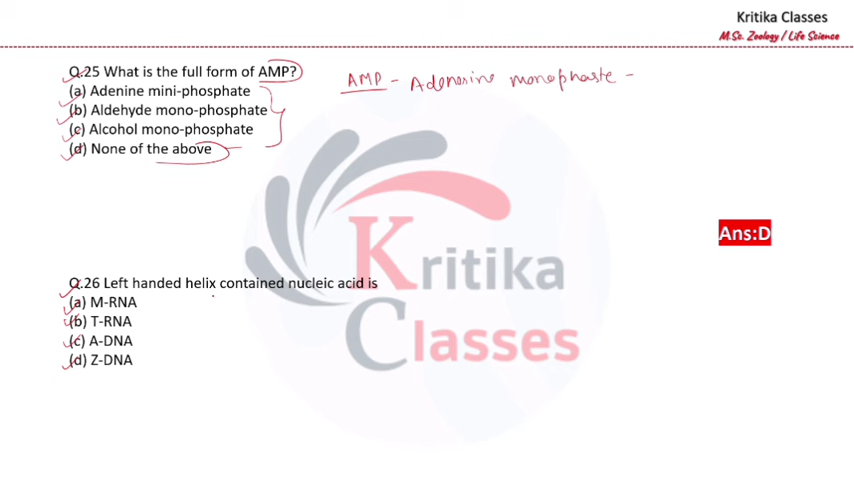 Kritika Classes
M.Sc. Zoology / Life Science
Q.25 What is the full form of AMP?
(a) Adenine mini-phosphate
(b) Aldehyde mono-phosphate
(c) Alcohol mono-phosphate
(d) None of the above
AMP - Adenosine monophaste -
Ans:D
Q.26 Left handed helix contained nucleic acid is
(a) M-RNA
(b) T-RNA
(c) A-DNA
(d) Z-DNA
Kritika
Classes